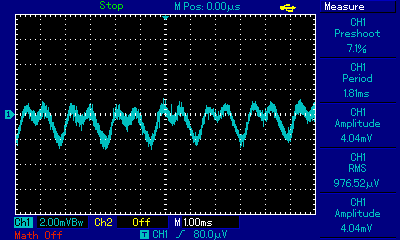 Stop M Pos: 0.00µs Measure
CH1
Preshoot
7.1%
CH1
Period
1.81ms
1
CH1
Amplitude
4.04mV
CH1
RMS
976.52µV
CH1
Amplitude
4.04mV
Ch1 2.00mVBw Ch2 Off M 1.00ms
Math Off T CH1 80.0µV